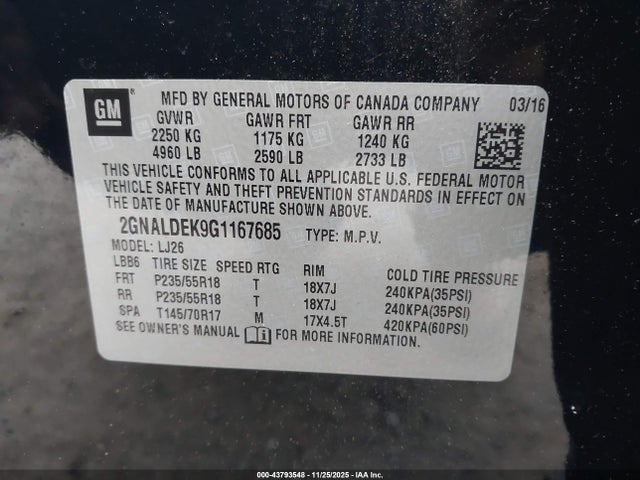 GM
MFD BY GENERAL MOTORS OF CANADA COMPANY 03/16
GVWR GAWR FRT GAWR RR
2250 KG 1175 KG 1240 KG
4960 LB 2590 LB 2733 LB
THIS VEHICLE CONFORMS TO ALL APPLICABLE U.S. FEDERAL MOTOR
VEHICLE SAFETY AND THEFT PREVENTION STANDARDS IN EFFECT ON
THE DATE OF MANUFACTURE SHOWN ABOVE.
2GNALDEK9G1167685 TYPE: M.P.V.
MODEL: LJ26
LBB6 TIRE SIZE SPEED RTG RIM COLD TIRE PRESSURE
FRT P235/55R18 T 18X7J 240KPA(35PSI)
RR P235/55R18 T 18X7J 240KPA(35PSI)
SPA T145/70R17 M 17X4.5T 420KPA(60PSI)
SEE OWNER'S MANUAL FOR MORE INFORMATION.
000-43793548 - 11/25/2025 - IAA Inc.